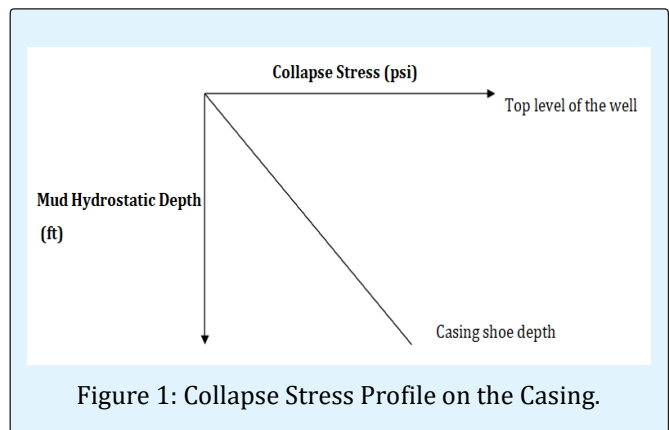 Collapse Stress (psi)
Top level of the well
Mud Hydrostatic Depth
(ft)
Casing shoe depth
Figure 1: Collapse Stress Profile on the Casing.